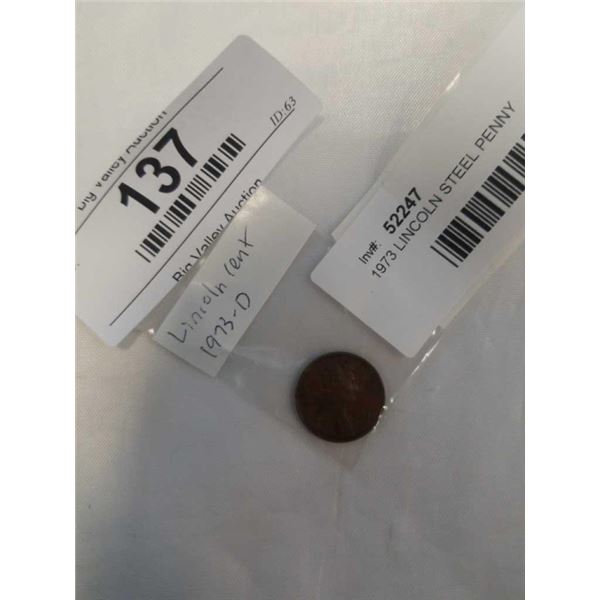 Big Valley Auction
137
ID:63
Big Valley Auction
Lincoln Cent
1973-D
Inv#: 52247
1973 LINCOLN STEEL PENNY